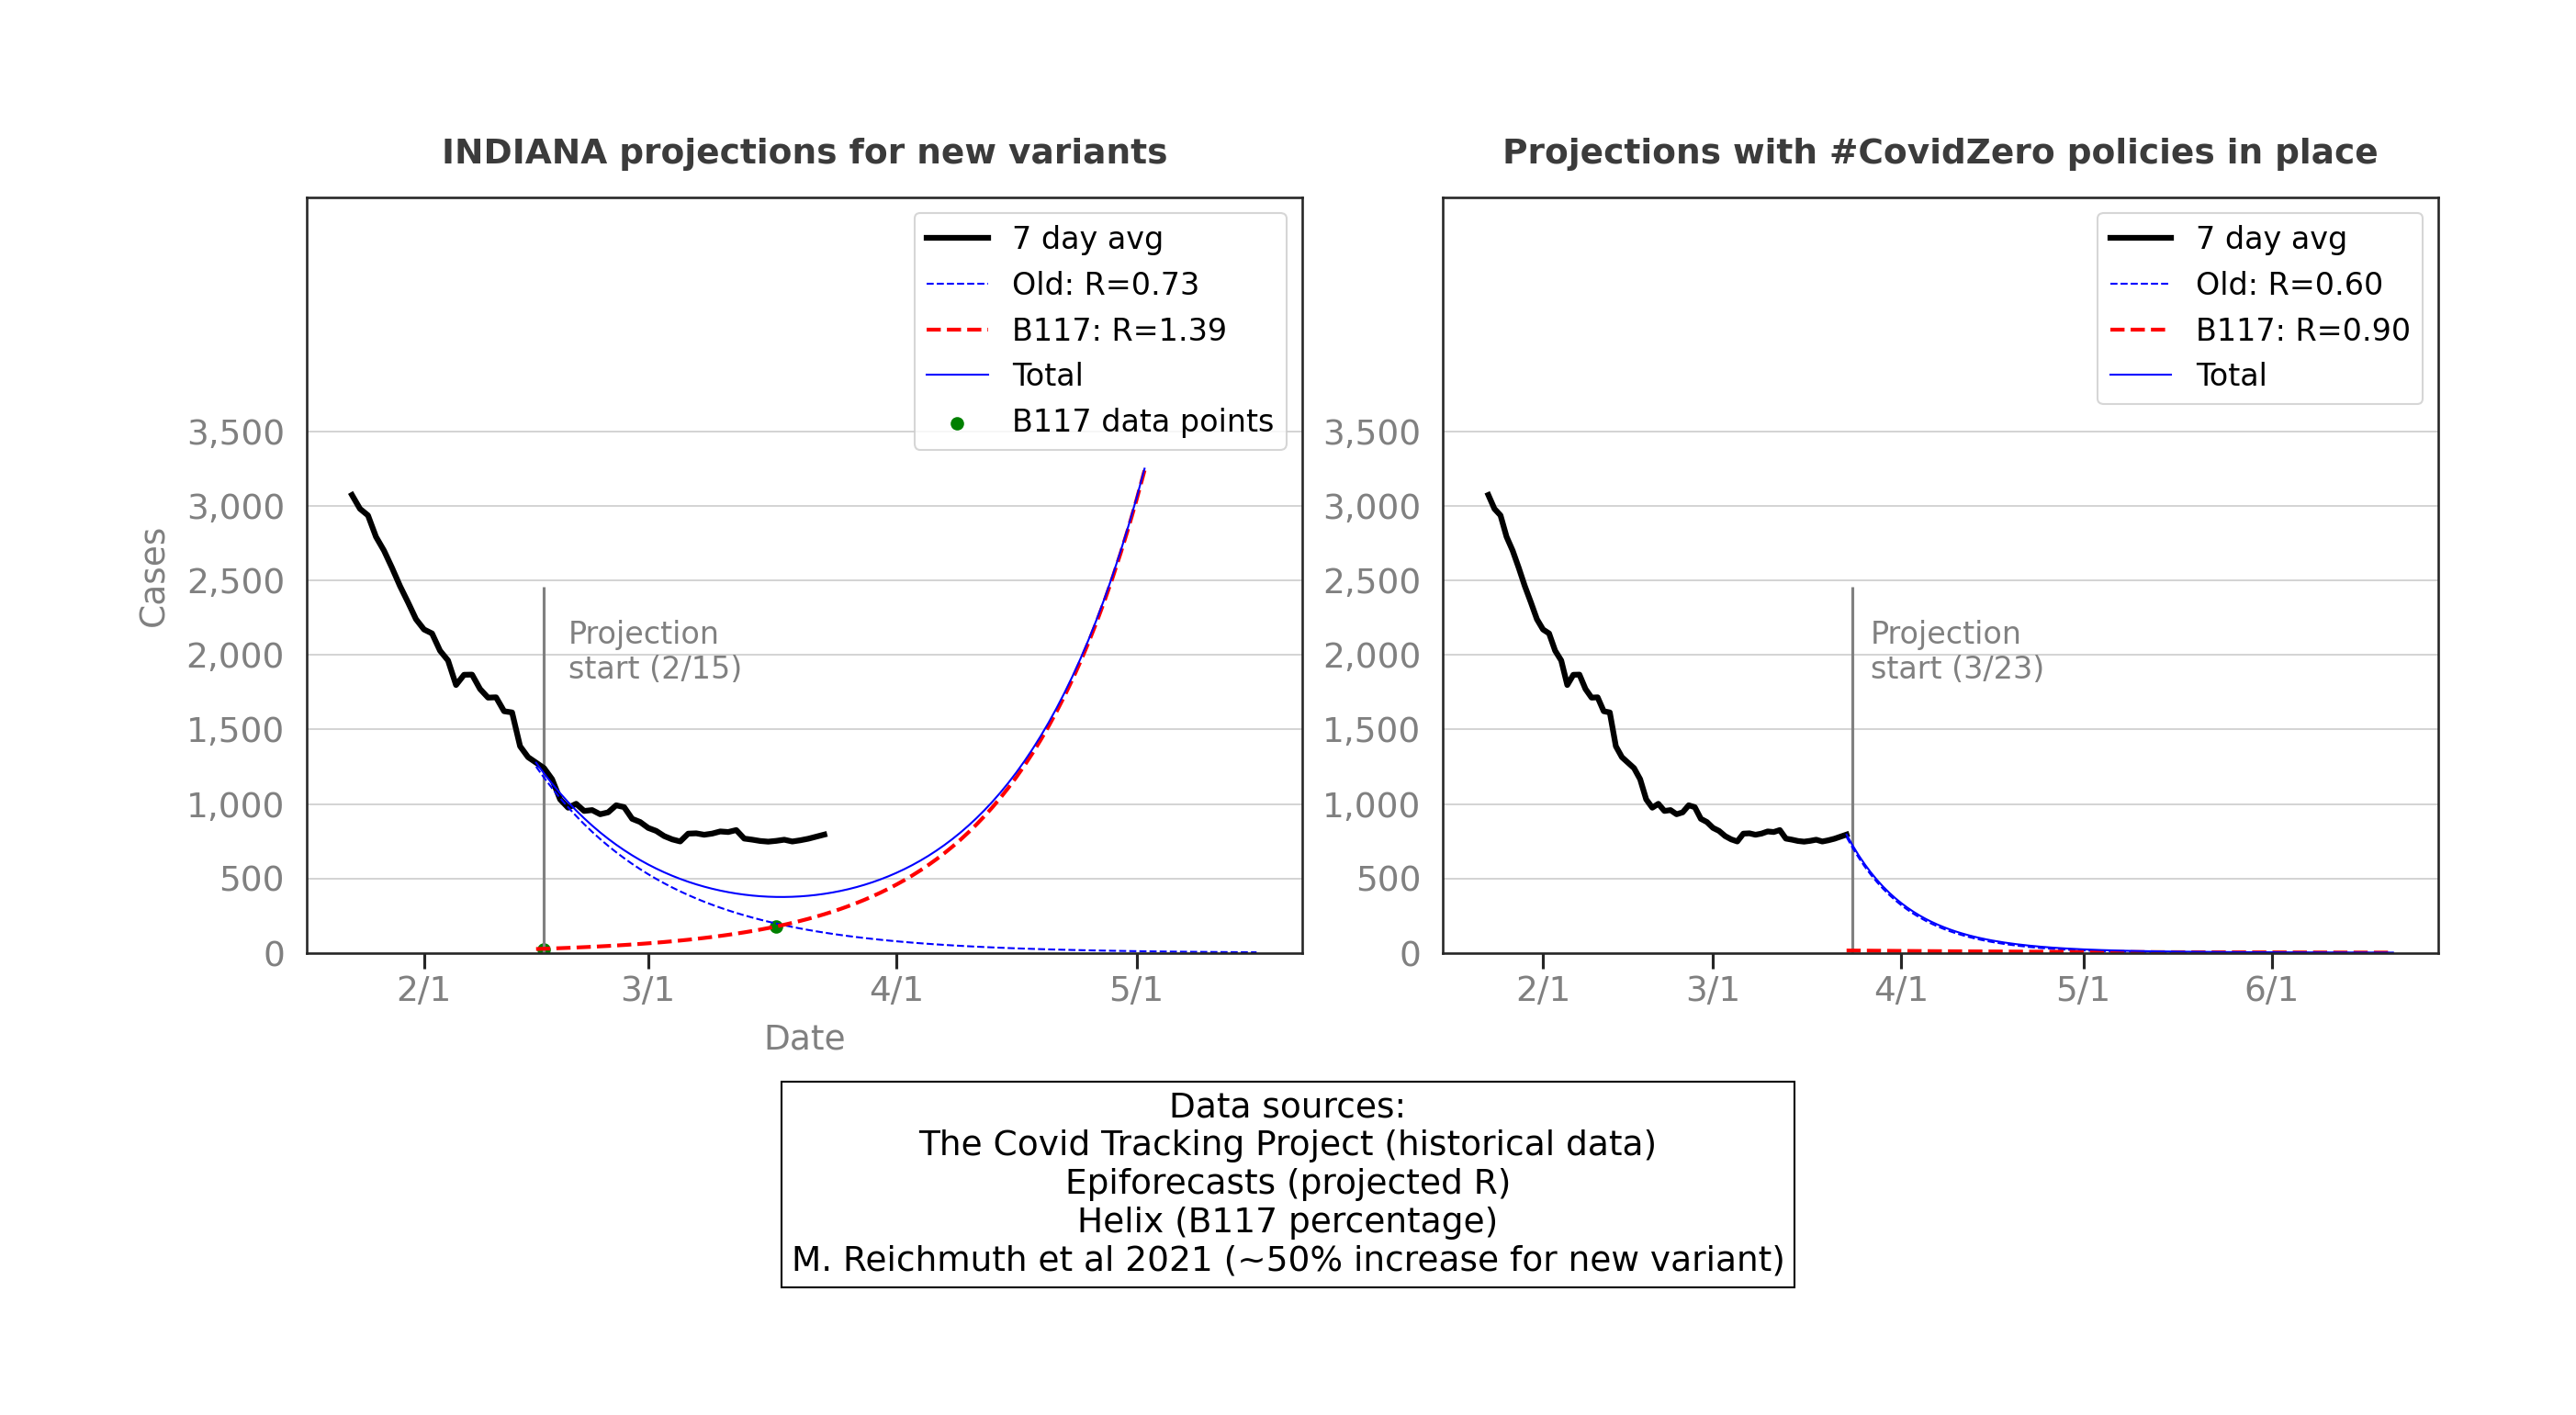 INDIANA projections for new variants
7 day avg
Old: R=0.73
B117: R=1.39
Total
B117 data points
3,500
3,000
2,500
2,000
1,500
1,000
500
0
Cases
Projection
start (2/15)
2/1
3/1
4/1
5/1
Date
Projections with #CovidZero policies in place
7 day avg
Old: R=0.60
B117: R=0.90
Total
3,500
3,000
2,500
2,000
1,500
1,000
500
0
Projection
start (3/23)
2/1
3/1
4/1
5/1
6/1
Data sources:
The Covid Tracking Project (historical data)
Epiforecasts (projected R)
Helix (B117 percentage)
M. Reichmuth et al 2021 (~50% increase for new variant)